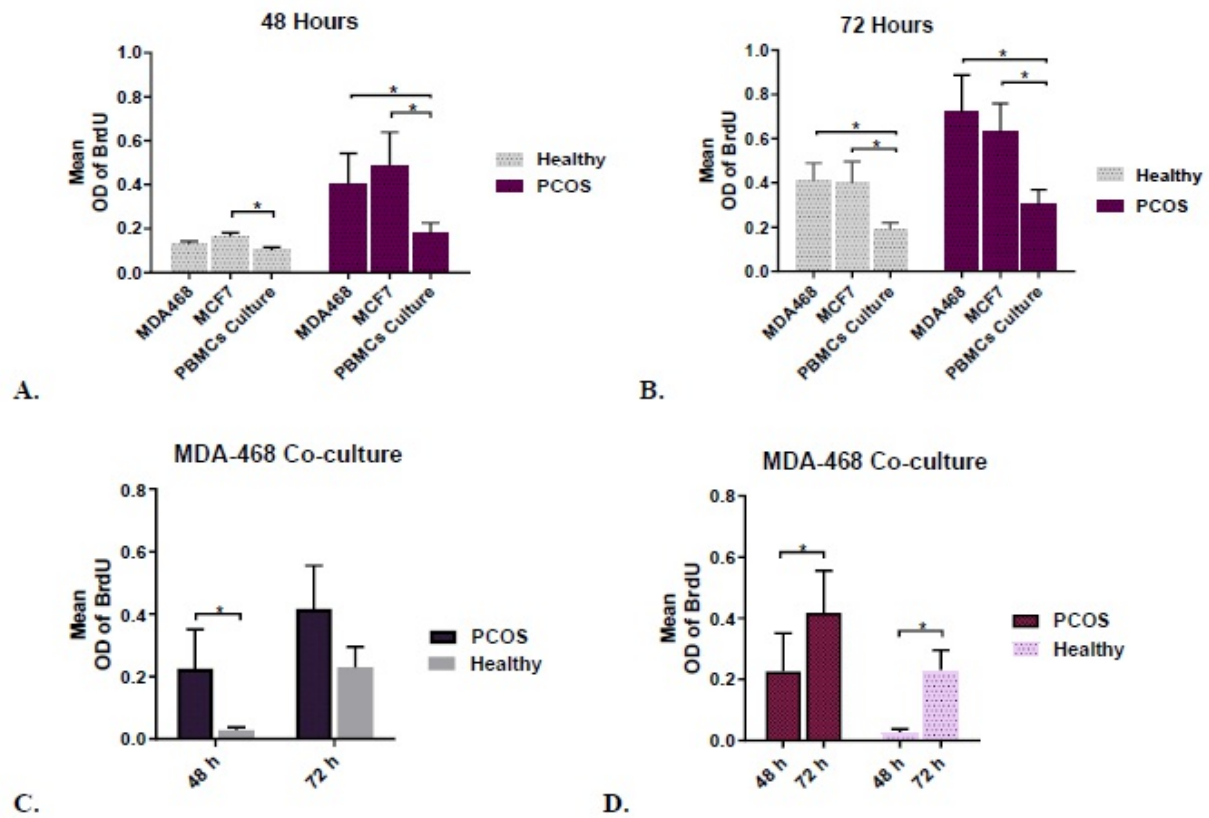 48 Hours
1.0
0.8
0.6
0.4
0.2
0.0
Mean
OD of BrdU
*
*
*
MDA468
MCF7
PBMCs Culture
MDA468
MCF7
PBMCs Culture
Healthy
PCOS
A.
72 Hours
1.0
0.8
0.6
0.4
0.2
0.0
Mean
OD of BrdU
*
*
*
*
MDA468
MCF7
PBMCs Culture
MDA468
MCF7
PBMCs Culture
Healthy
PCOS
B.
MDA-468 Co-culture
0.8
0.6
0.4
0.2
0.0
Mean
OD of BrdU
*
48 h
72 h
PCOS
Healthy
C.
MDA-468 Co-culture
0.8
0.6
0.4
0.2
0.0
Mean
OD of BrdU
*
*
48 h
72 h
48 h
72 h
PCOS
Healthy
D.